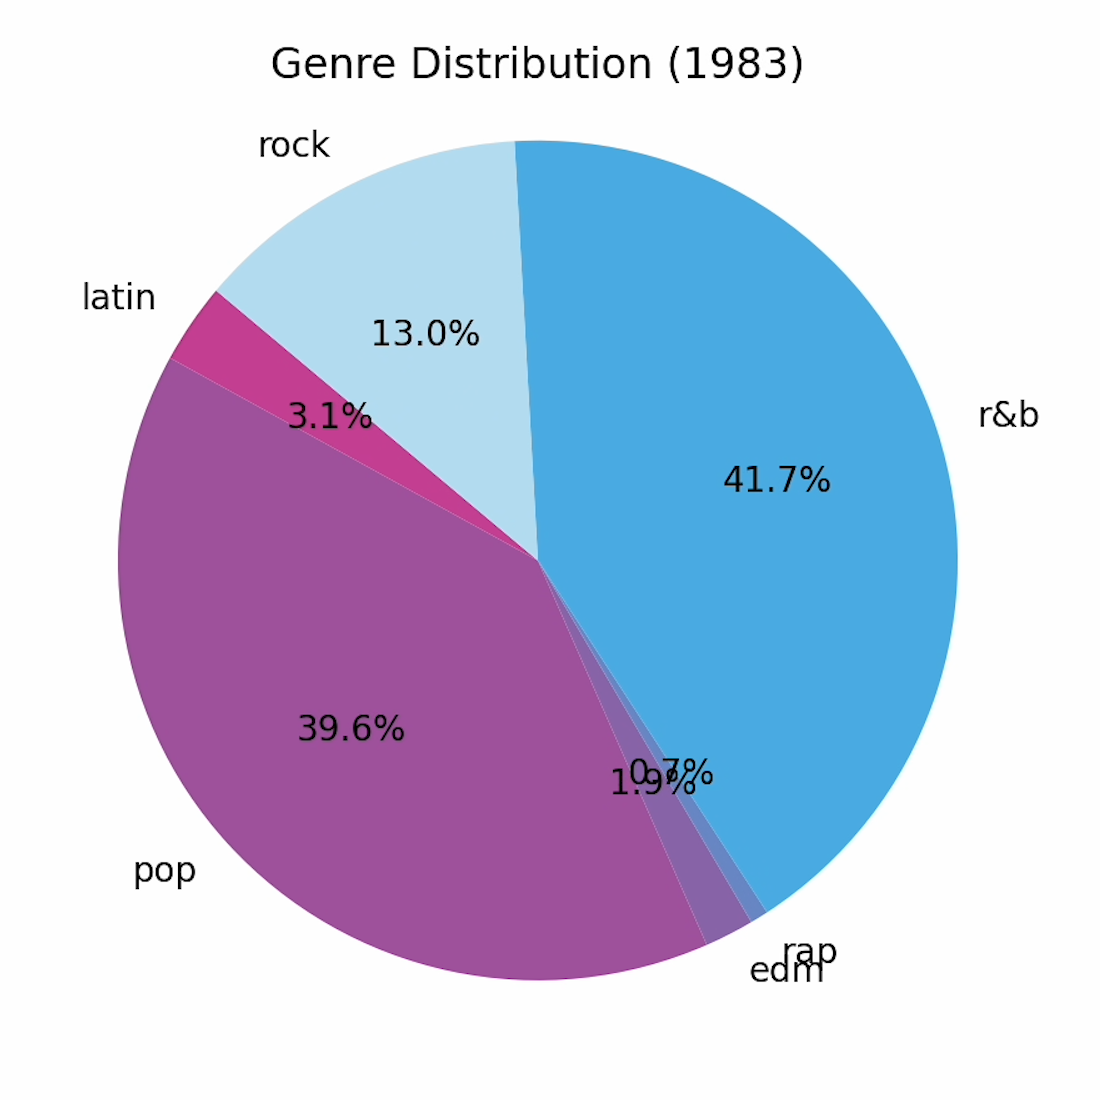 Genre Distribution (1983)
rock
latin
13.0%
3.1%
r&b
41.7%
39.6%
0.7%
1.9%
pop
rap
edm